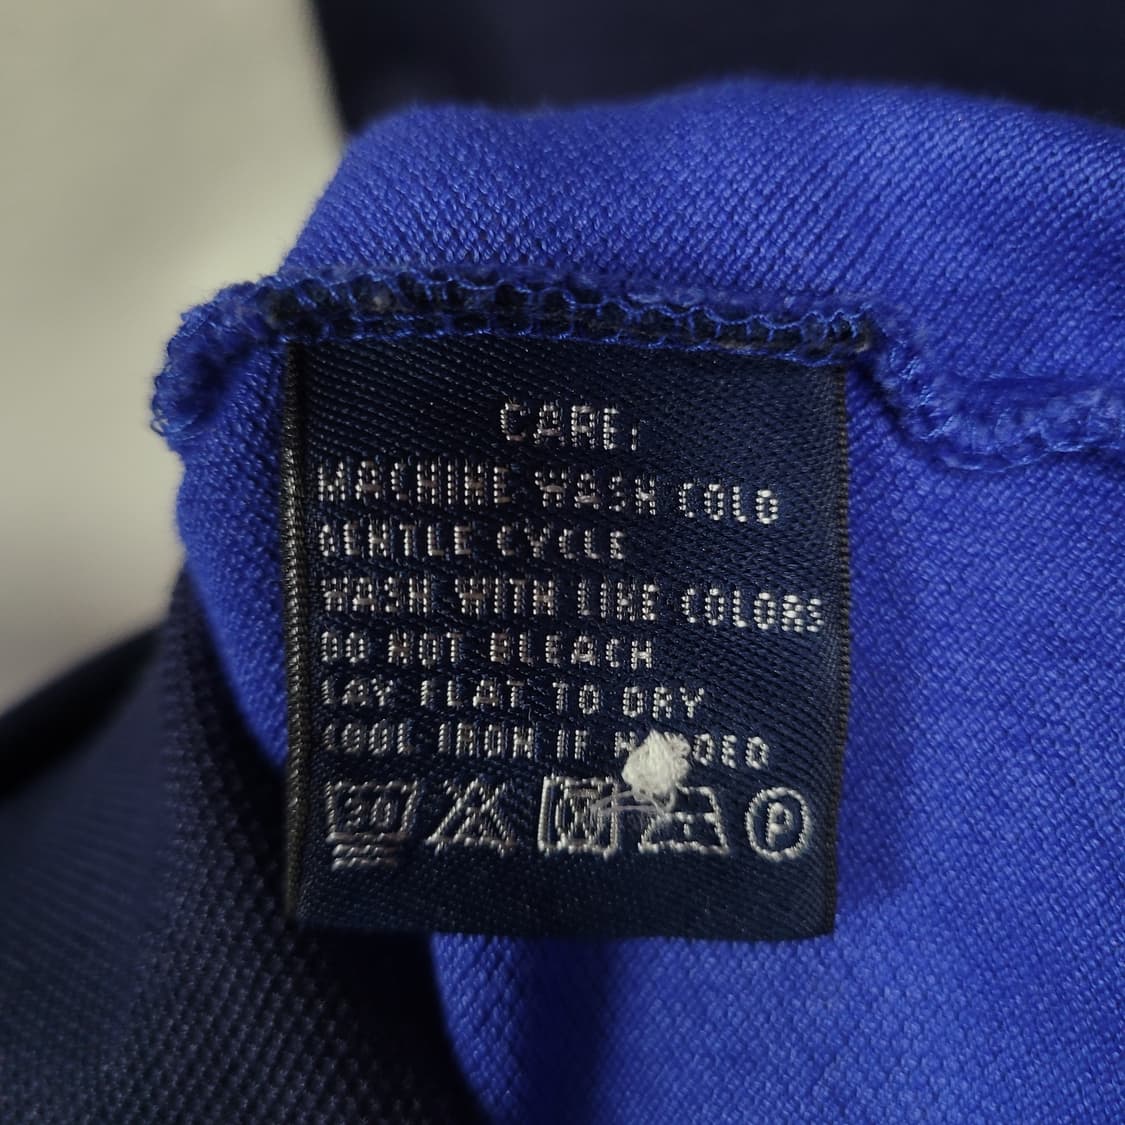 CARE:
MACHINE WASH COLD
GENTLE CYCLE
WASH WITH LIKE COLORS
DO NOT BLEACH
LAY FLAT TO DRY
COOL IRON IF NEEDED
30
P